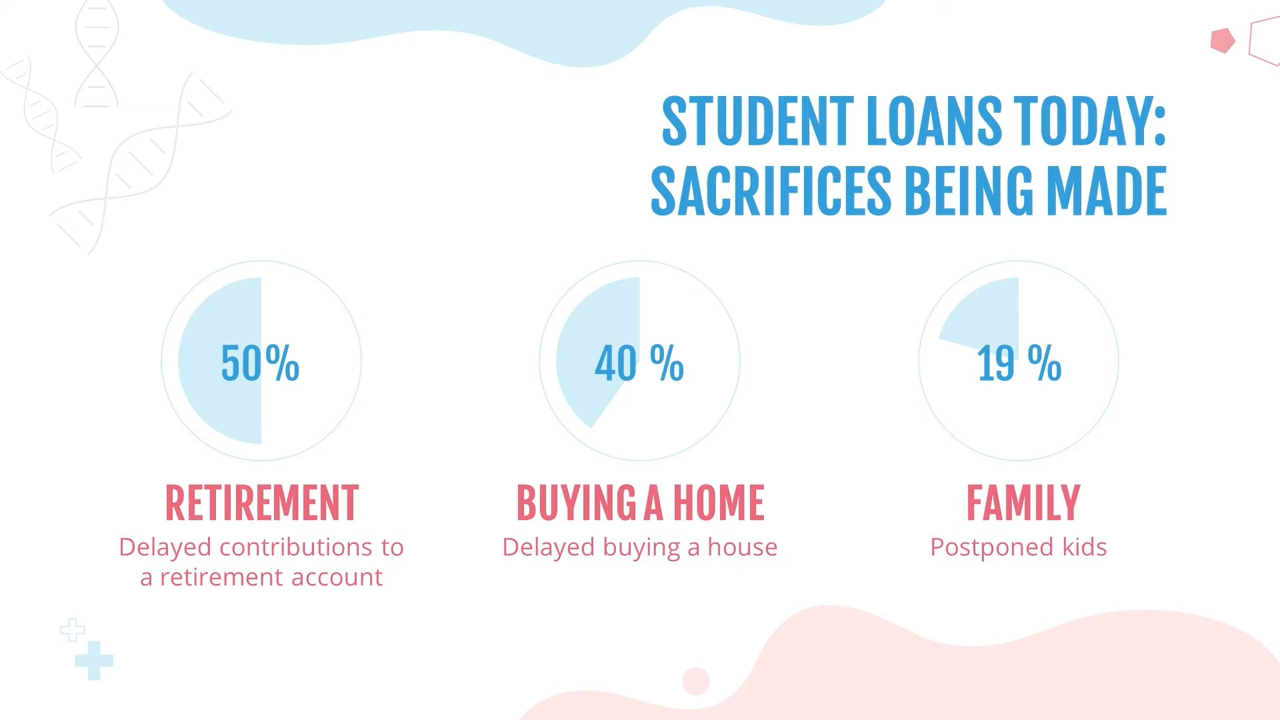 STUDENT LOANS TODAY:
SACRIFICES BEING MADE
50%
40 %
19 %
RETIREMENT
Delayed contributions to
a retirement account
BUYING A HOME
Delayed buying a house
FAMILY
Postponed kids